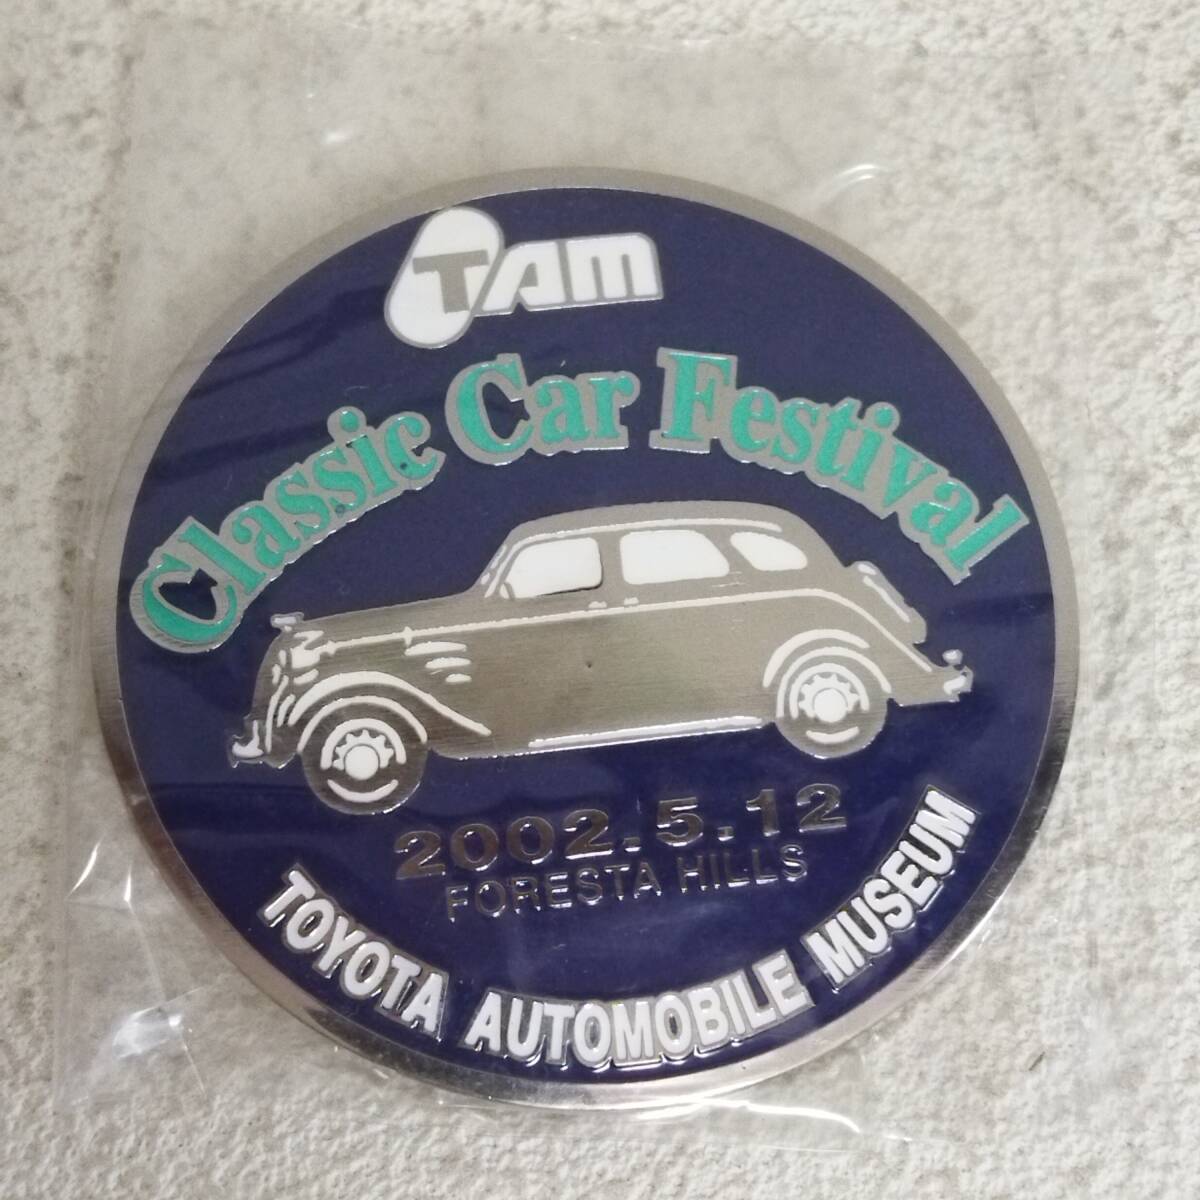 TAM
Classic Car Festival
2002.5.12
FORESTA HILLS
TOYOTA AUTOMOBILE MUSEUM